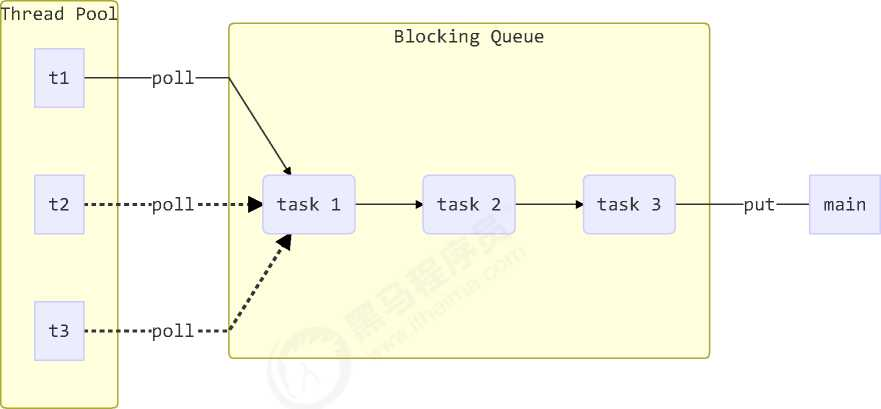 Thread Pool
Blocking Queue
t1
poll
t2
poll
task 1
task 2
task 3
put
main
t3
poll
黑马程序员
www.itheima.com